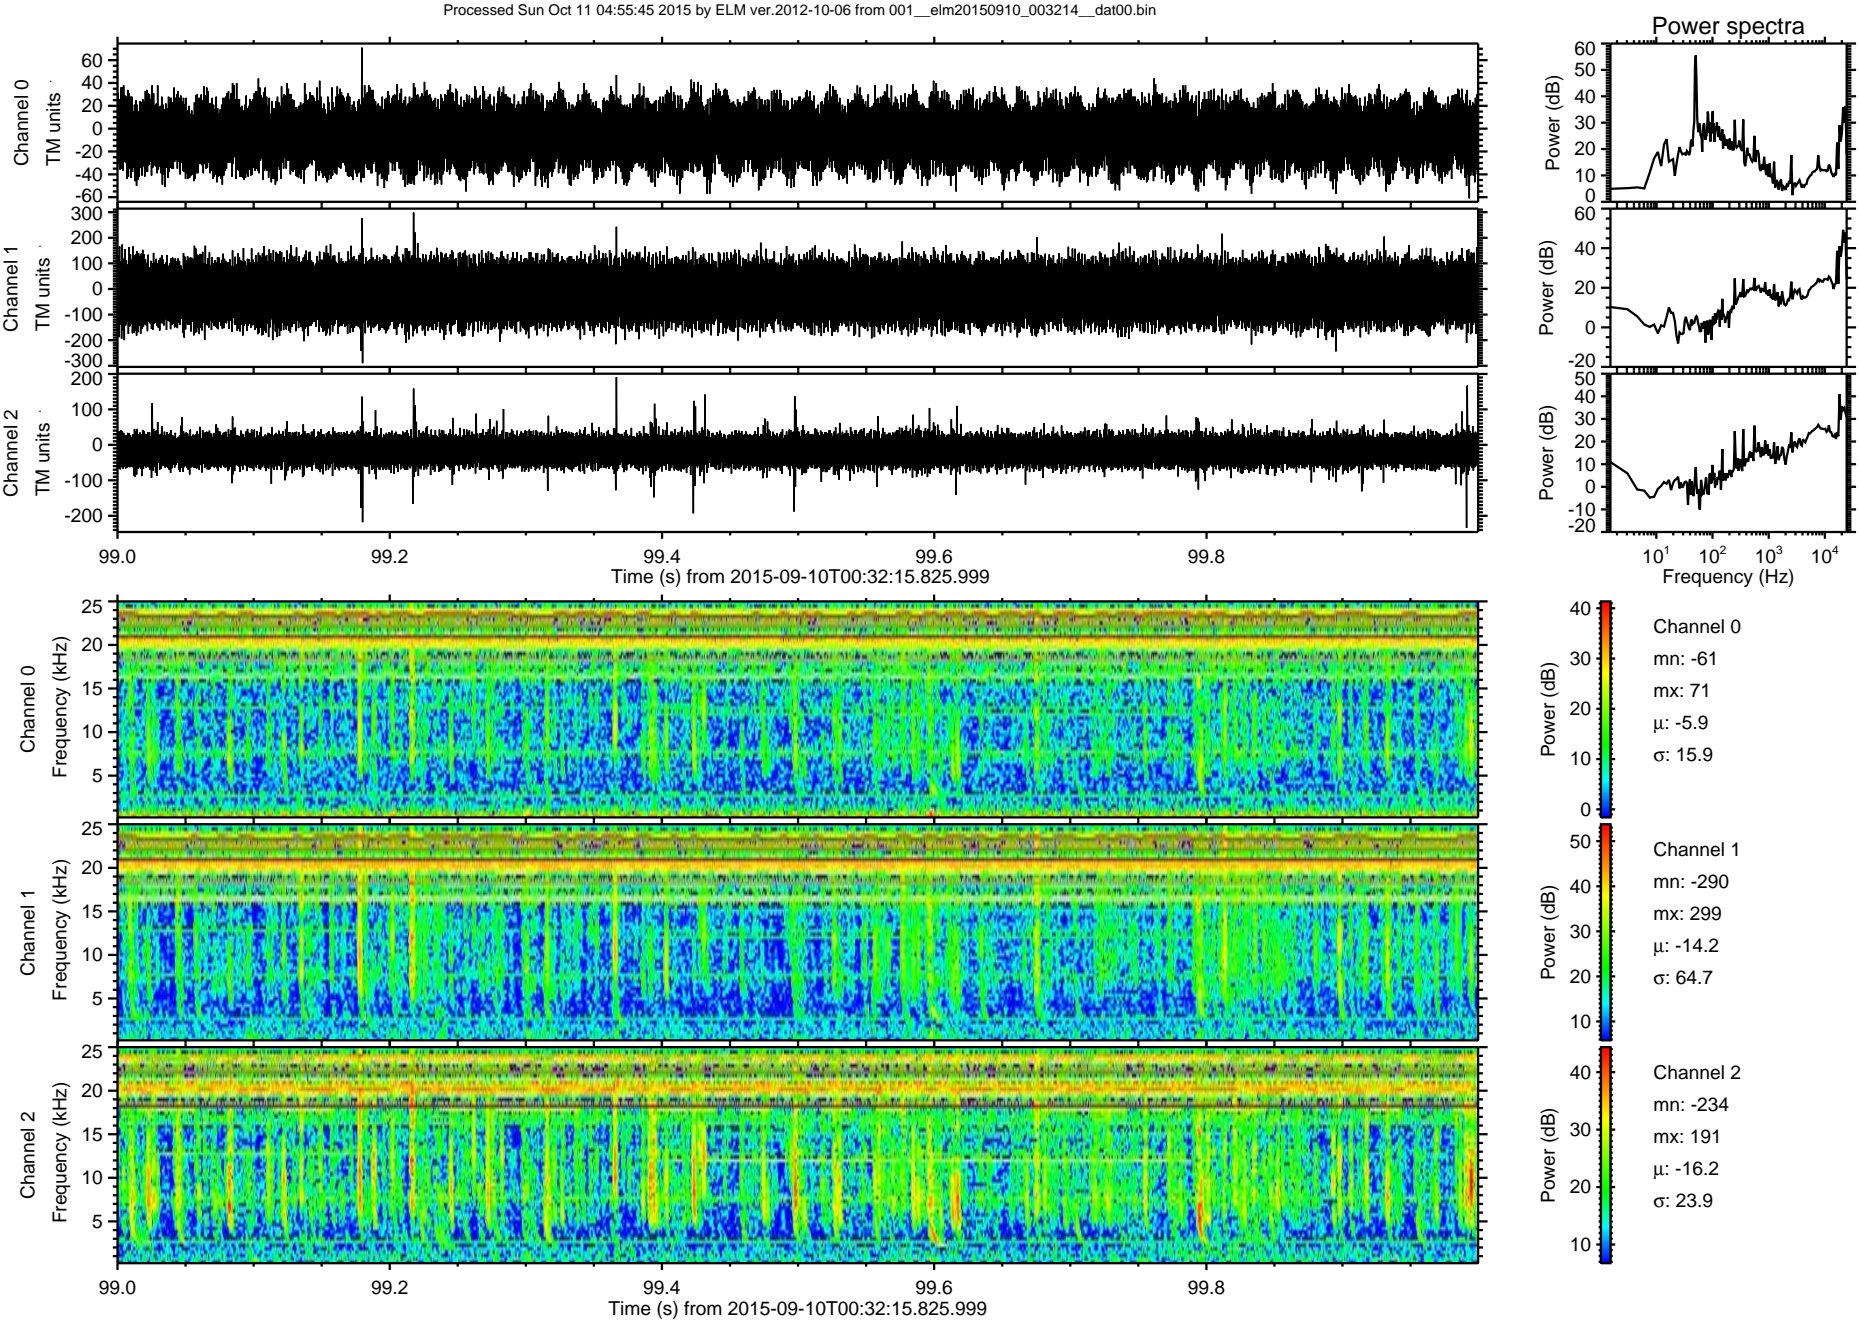 Processed Sun Oct 11 04:55:45 2015 by ELM ver.2012-10-06 from 001__elm20150910_003214__dat00.bin
Power spectra
Channel 0
TM units
60
40
20
0
-20
-40
-60
Power (dB)
60
50
40
30
20
10
0
Channel 1
TM units
300
200
100
0
-100
-200
-300
Power (dB)
60
40
20
0
-20
Channel 2
TM units
200
100
0
-100
-200
Power (dB)
50
40
30
20
10
0
-10
-20
99.0 99.2 99.4 99.6 99.8
Time (s) from 2015-09-10T00:32:15.825.999
10¹ 10² 10³ 10⁴
Frequency (Hz)
Channel 0
Frequency (kHz)
25
20
15
10
5
Power (dB)
40
30
20
10
0
Channel 0
mn: -61
mx: 71
μ: -5.9
σ: 15.9
Channel 1
Frequency (kHz)
25
20
15
10
5
Power (dB)
50
40
30
20
10
Channel 1
mn: -290
mx: 299
μ: -14.2
σ: 64.7
Channel 2
Frequency (kHz)
25
20
15
10
5
Power (dB)
40
30
20
10
Channel 2
mn: -234
mx: 191
μ: -16.2
σ: 23.9
99.0 99.2 99.4 99.6 99.8
Time (s) from 2015-09-10T00:32:15.825.999